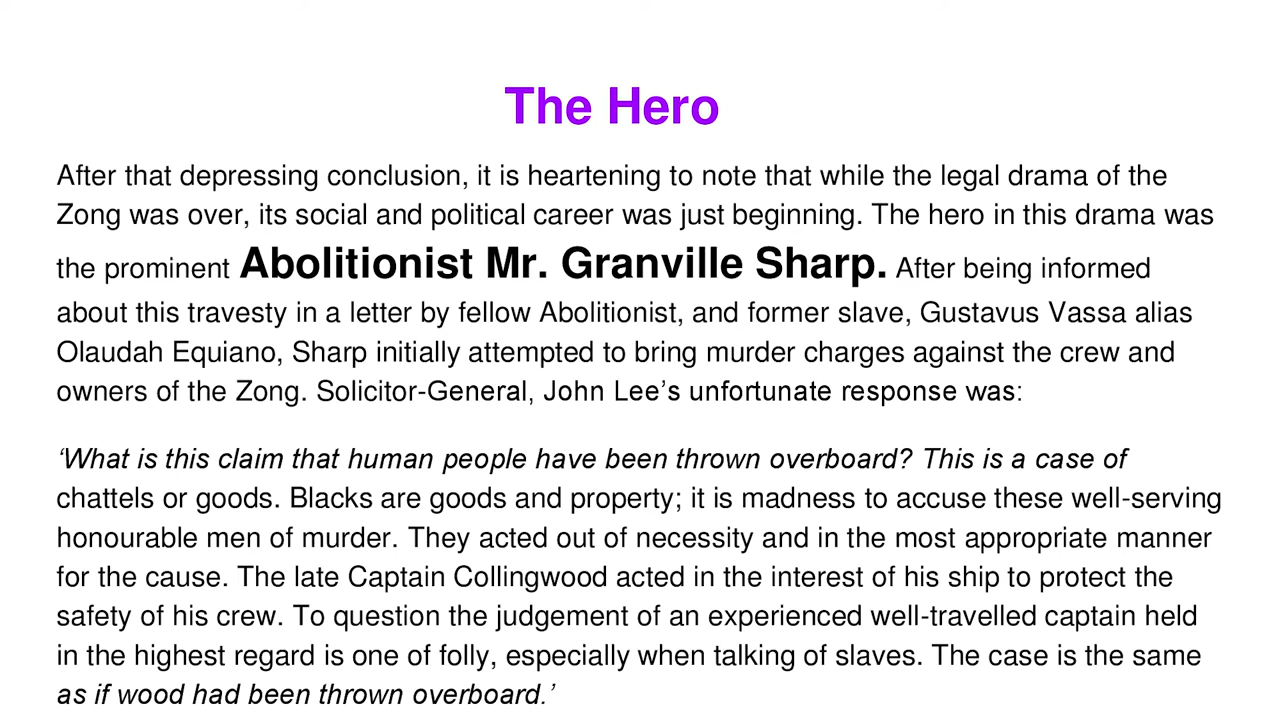 The Hero
After that depressing conclusion, it is heartening to note that while the legal drama of the
Zong was over, its social and political career was just beginning. The hero in this drama was
the prominent Abolitionist Mr. Granville Sharp. After being informed
about this travesty in a letter by fellow Abolitionist, and former slave, Gustavus Vassa alias
Olaudah Equiano, Sharp initially attempted to bring murder charges against the crew and
owners of the Zong. Solicitor-General, John Lee’s unfortunate response was:
‘What is this claim that human people have been thrown overboard? This is a case of
chattels or goods. Blacks are goods and property; it is madness to accuse these well-serving
honourable men of murder. They acted out of necessity and in the most appropriate manner
for the cause. The late Captain Collingwood acted in the interest of his ship to protect the
safety of his crew. To question the judgement of an experienced well-travelled captain held
in the highest regard is one of folly, especially when talking of slaves. The case is the same
as if wood had been thrown overboard.’